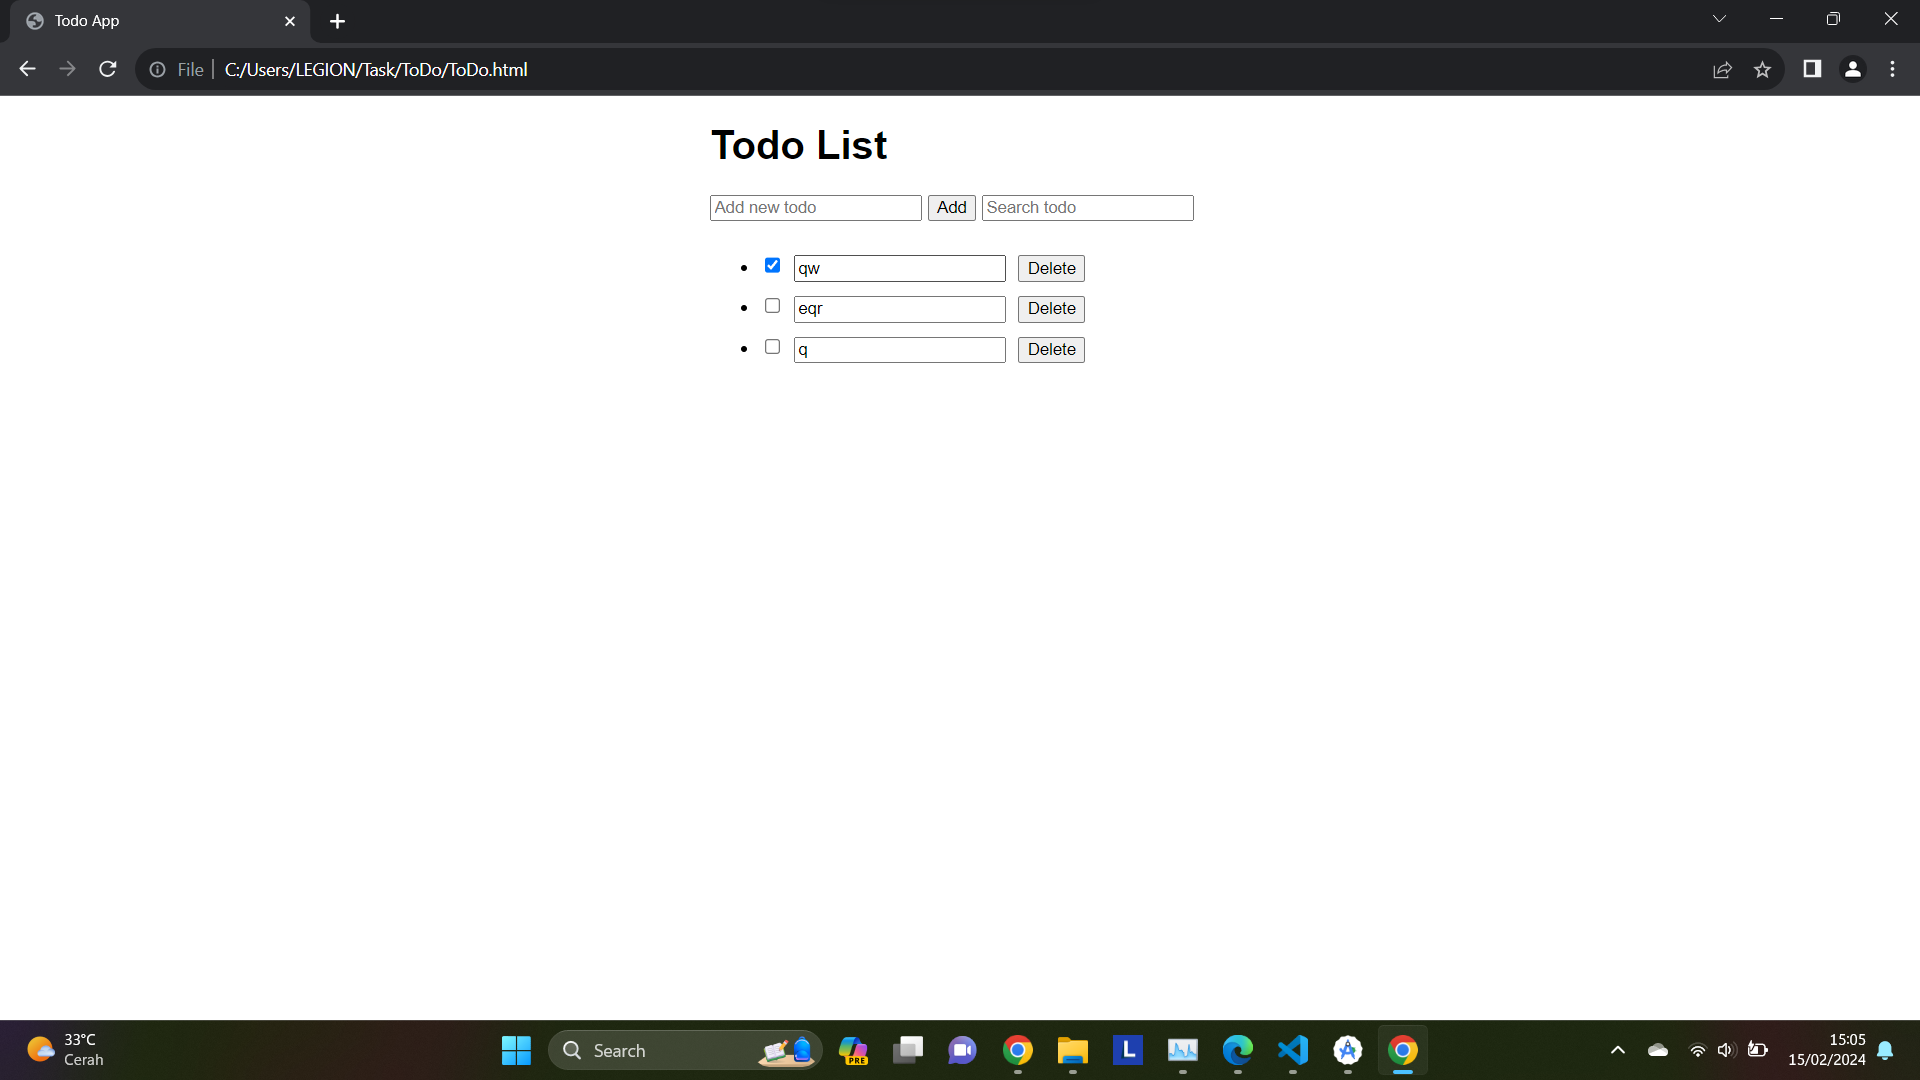 Todo App
File C:/Users/LEGION/Task/ToDo/ToDo.html
Todo List
Add new todo Add Search todo
qw Delete
eqr Delete
q Delete
33°C
Cerah
Search
PRE
L
15:05
15/02/2024